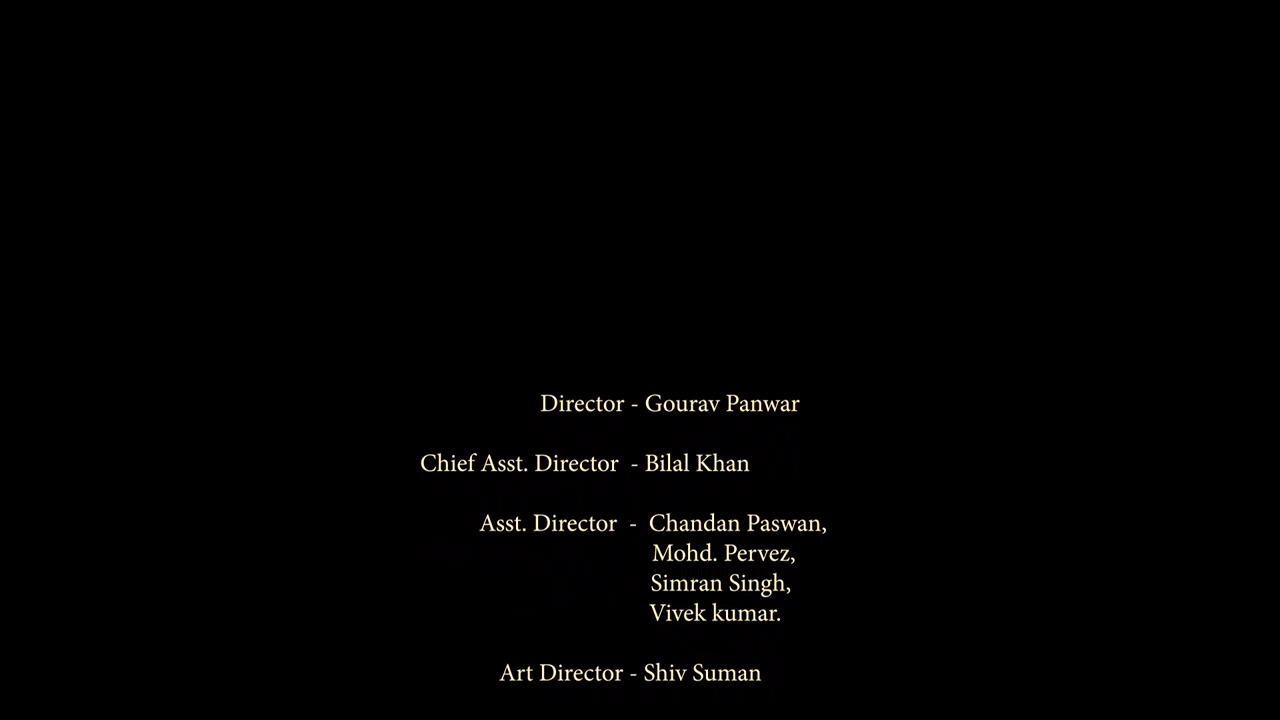 Director - Gourav Panwar
Chief Asst. Director - Bilal Khan
Asst. Director - Chandan Paswan,
Mohd. Pervez,
Simran Singh,
Vivek kumar.
Art Director - Shiv Suman